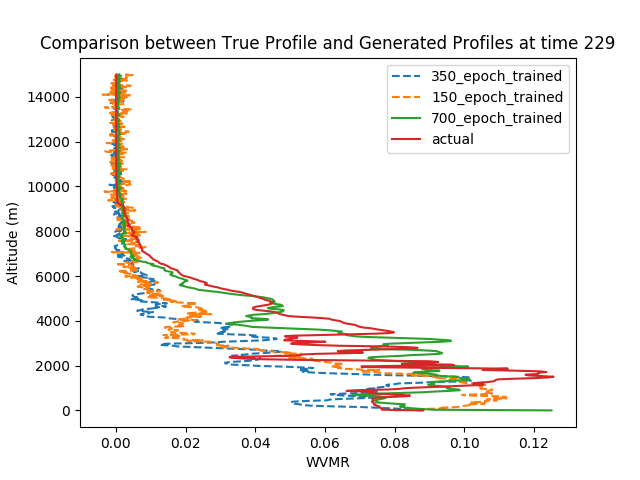 Comparison between True Profile and Generated Profiles at time 229
350_epoch_trained
150_epoch_trained
700_epoch_trained
actual
Altitude (m)
14000
12000
10000
8000
6000
4000
2000
0
0.00 0.02 0.04 0.06 0.08 0.10 0.12
WVMR